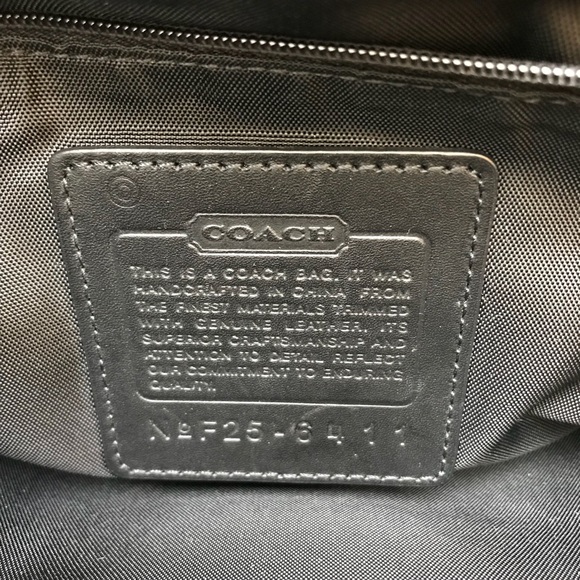 ©
COACH
THIS IS A COACH BAG. IT WAS
HANDCRAFTED IN CHINA FROM
THE FINEST MATERIALS TRIMMED
WITH GENUINE LEATHER. ITS
SUPERIOR CRAFTSMANSHIP AND
ATTENTION TO DETAIL REFLECT
OUR COMMITMENT TO ENDURING
QUALITY.
NoF25-6411